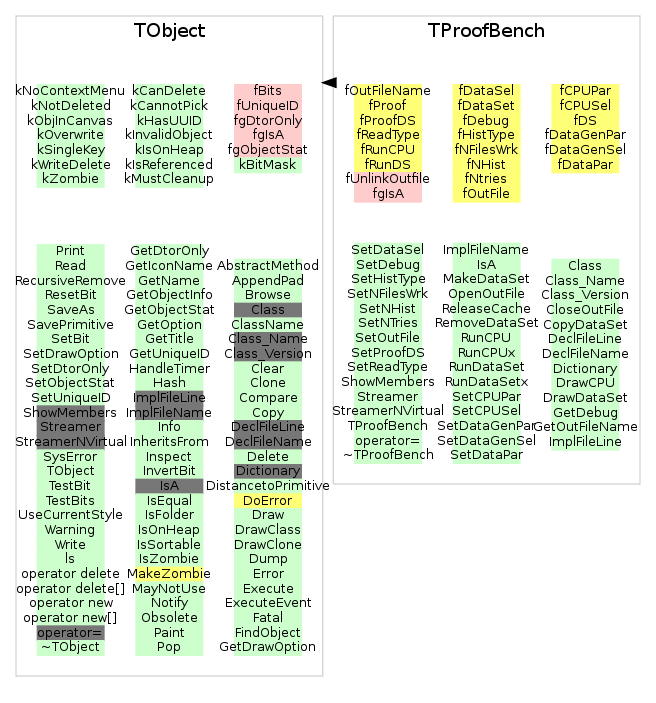 TObject
kNoContextMenu
kNotDeleted
kObjInCanvas
kOverwrite
kSingleKey
kWriteDelete
kZombie
kCanDelete
kCannotPick
kHasUUID
kInvalidObject
kIsOnHeap
kIsReferenced
kMustCleanup
fBits
fUniqueID
fgDtorOnly
fgIsA
fgObjectStat
kBitMask
Print
Read
RecursiveRemove
ResetBit
SaveAs
SavePrimitive
SetBit
SetDrawOption
SetDtorOnly
SetObjectStat
SetUniqueID
ShowMembers
Streamer
StreamerNVirtual
SysError
TObject
TestBit
TestBits
UseCurrentStyle
Warning
Write
ls
operator delete
operator delete[]
operator new
operator new[]
operator=
~TObject
GetDtorOnly
GetIconName
GetName
GetObjectInfo
GetObjectStat
GetOption
GetTitle
GetUniqueID
HandleTimer
Hash
ImplFileLine
ImplFileName
Info
InheritsFrom
Inspect
InvertBit
IsA
IsEqual
IsFolder
IsOnHeap
IsSortable
IsZombie
MakeZombie
MayNotUse
Notify
Obsolete
Paint
Pop
AbstractMethod
AppendPad
Browse
Class
ClassName
Class_Name
Class_Version
Clear
Clone
Compare
Copy
DeclFileLine
DeclFileName
Delete
Dictionary
DistancetoPrimitive
DoError
Draw
DrawClass
DrawClone
Dump
Error
Execute
ExecuteEvent
Fatal
FindObject
GetDrawOption
TProofBench
fOutFileName
fProof
fProofDS
fReadType
fRunCPU
fRunDS
fUnlinkOutfile
fgIsA
fDataSel
fDataSet
fDebug
fHistType
fNFilesWrk
fNHist
fNtries
fOutFile
fCPUPar
fCPUSel
fDS
fDataGenPar
fDataGenSel
fDataPar
SetDataSel
SetDebug
SetHistType
SetNFilesWrk
SetNHist
SetNTries
SetOutFile
SetProofDS
SetReadType
ShowMembers
Streamer
StreamerNVirtual
TProofBench
operator=
~TProofBench
ImplFileName
IsA
MakeDataSet
OpenOutFile
ReleaseCache
RemoveDataSet
RunCPU
RunCPUx
RunDataSet
RunDataSetx
SetCPUPar
SetCPUSel
SetDataGenPar
SetDataGenSel
SetDataPar
Class
Class_Name
Class_Version
CloseOutFile
CopyDataSet
DeclFileLine
DeclFileName
Dictionary
DrawCPU
DrawDataSet
GetDebug
GetOutFileName
ImplFileLine